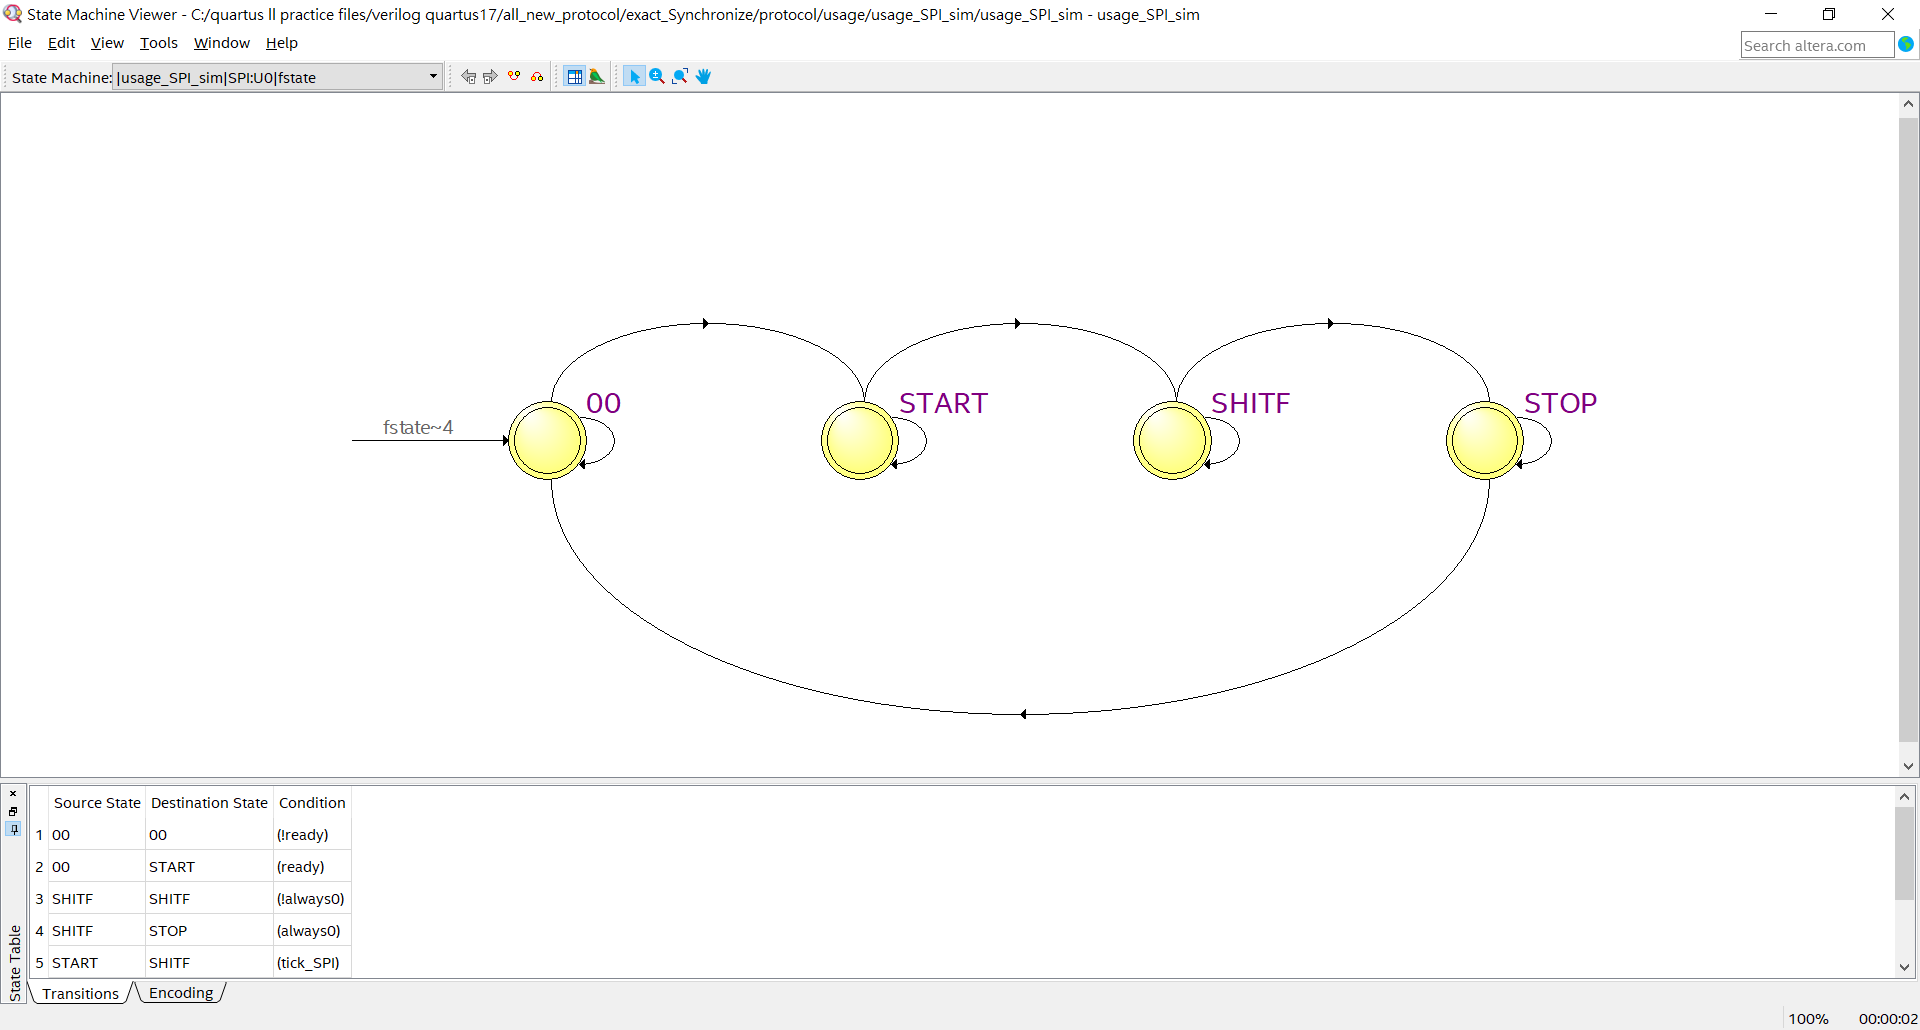 State Machine Viewer - C:/quartus ll practice files/verilog quartus17/all_new_protocol/exact_Synchronize/protocol/usage/usage_SPI_sim/usage_SPI_sim - usage_SPI_sim
File Edit View Tools Window Help
Search altera.com
State Machine: |usage_SPI_sim|SPI:U0|fstate
00 START SHITF STOP
fstate~4
Source State Destination State Condition
1 00 00 (!ready)
2 00 START (ready)
3 SHITF SHITF (!always0)
4 SHITF STOP (always0)
5 START SHITF (tick_SPI)
State Table
Transitions Encoding
100% 00:00:02